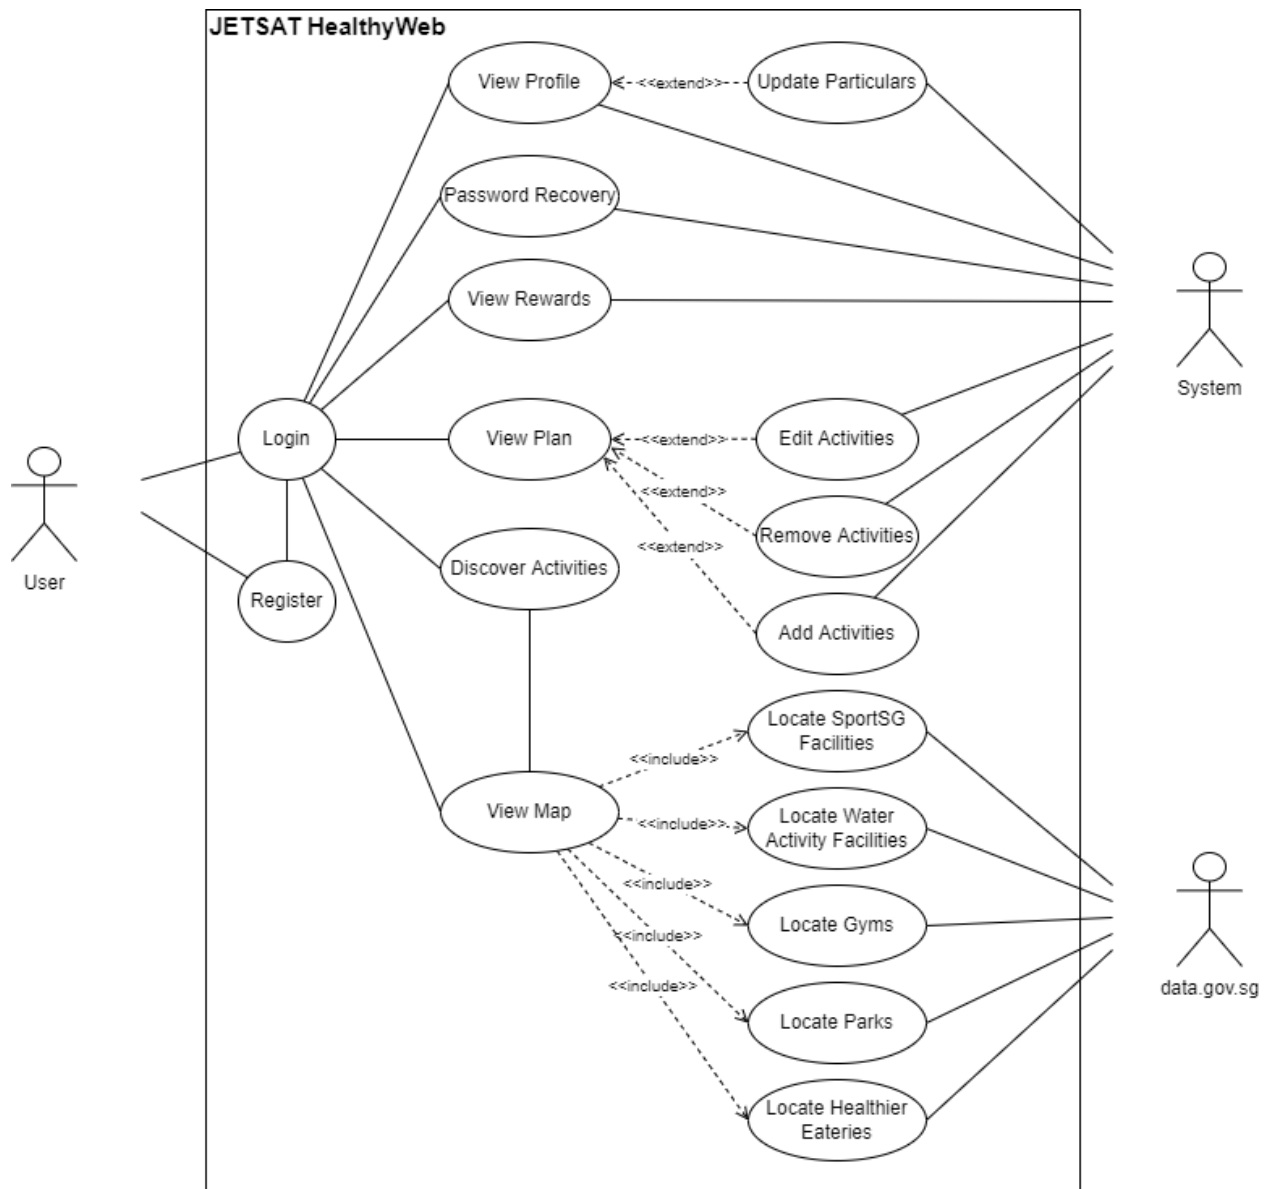 JETSAT HealthyWeb
View Profile
<<extend>>
Update Particulars
Password Recovery
View Rewards
System
Login
View Plan
<<extend>>
Edit Activities
<<extend>>
Remove Activities
<<extend>>
Discover Activities
User
Register
Add Activities
Locate SportSG
Facilities
<<include>>
View Map
<<include>>
Locate Water
Activity Facilities
<<include>>
Locate Gyms
<<include>>
<<include>>
data.gov.sg
Locate Parks
Locate Healthier
Eateries